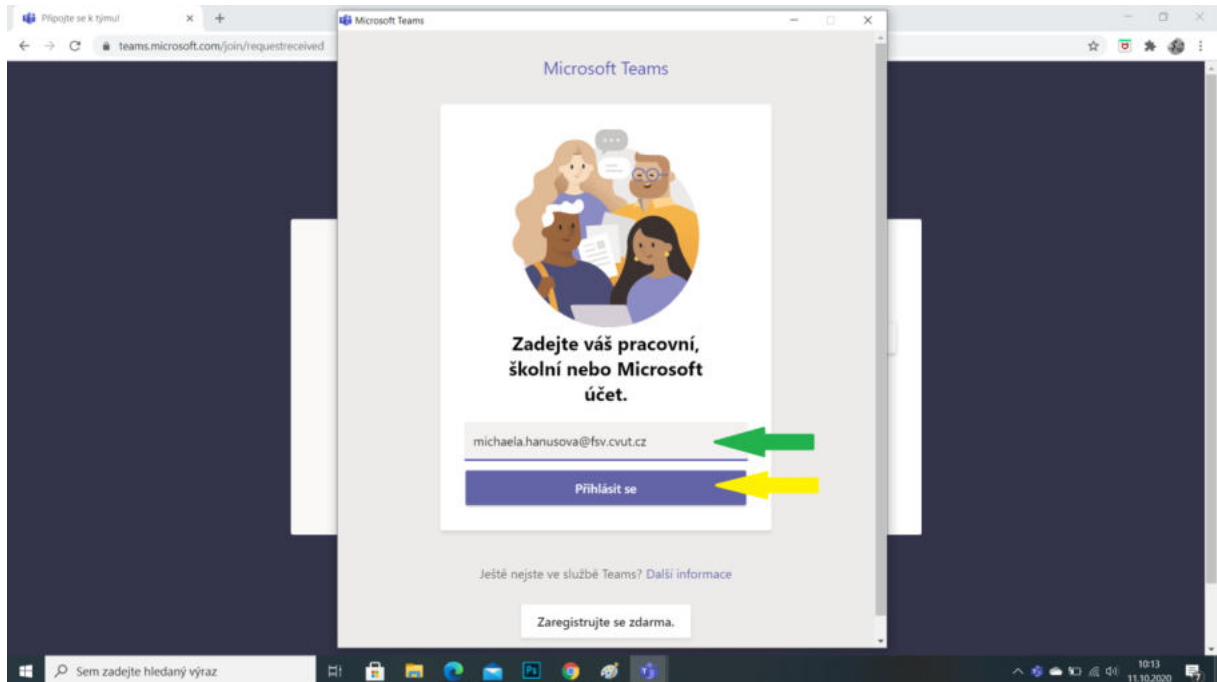 Připojte se k týmu!
Microsoft Teams
teams.microsoft.com/join/requestreceived
Microsoft Teams
Zadejte váš pracovní,
školní nebo Microsoft
účet.
michaela.hanusova@fsv.cvut.cz
Přihlásit se
Ještě nejste ve službě Teams? Další informace
Zaregistrujte se zdarma.
Sem zadejte hledaný výraz
Ps
10:13
11.10.2020